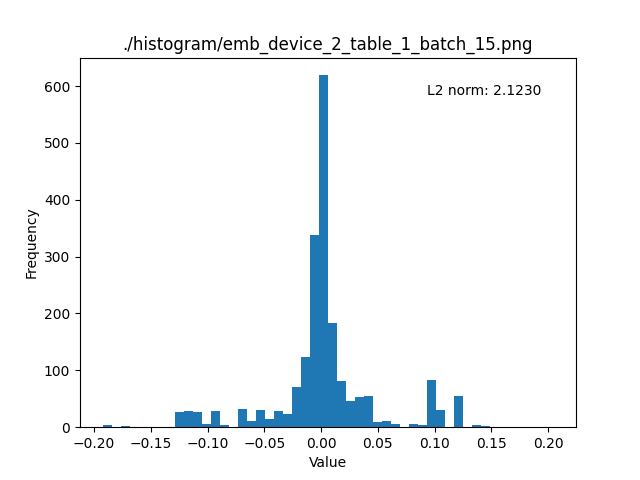 ./histogram/emb_device_2_table_1_batch_15.png
L2 norm: 2.1230
600
500
400
300
200
100
0
Frequency
−0.20 −0.15 −0.10 −0.05 0.00 0.05 0.10 0.15 0.20
Value